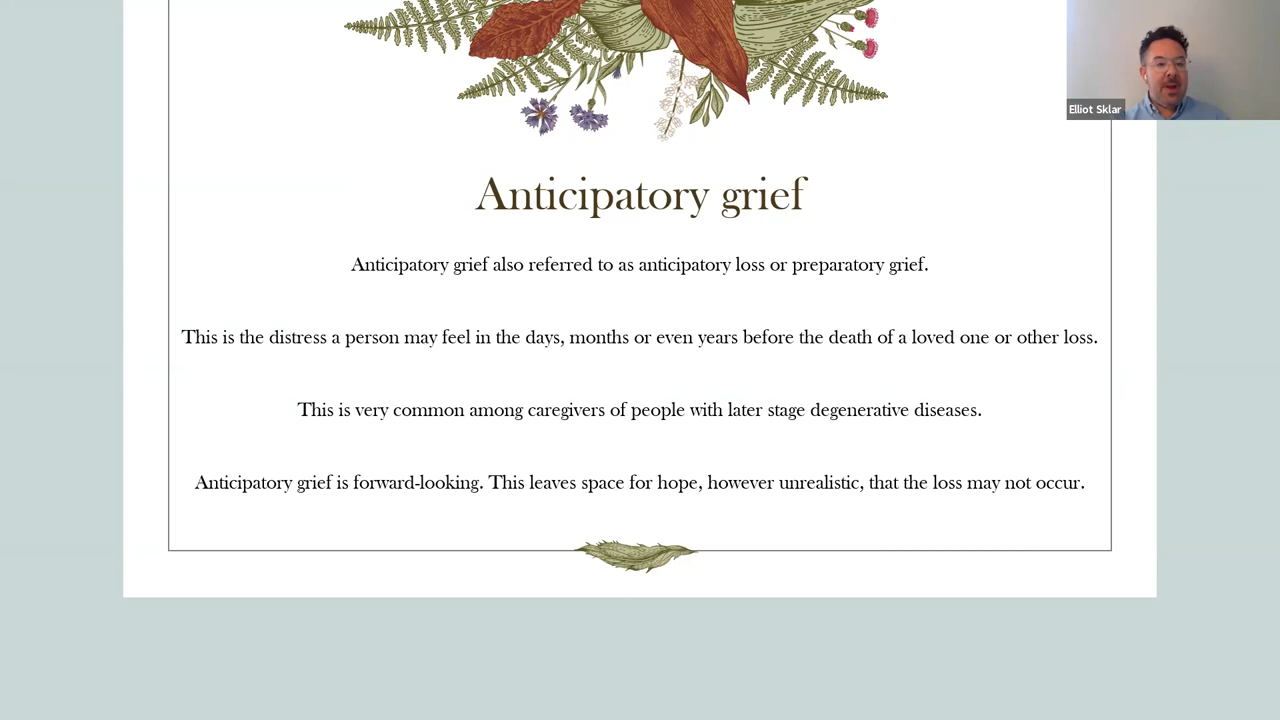 Elliot Sklar
Anticipatory grief
Anticipatory grief also referred to as anticipatory loss or preparatory grief.
This is the distress a person may feel in the days, months or even years before the death of a loved one or other loss.
This is very common among caregivers of people with later stage degenerative diseases.
Anticipatory grief is forward-looking. This leaves space for hope, however unrealistic, that the loss may not occur.